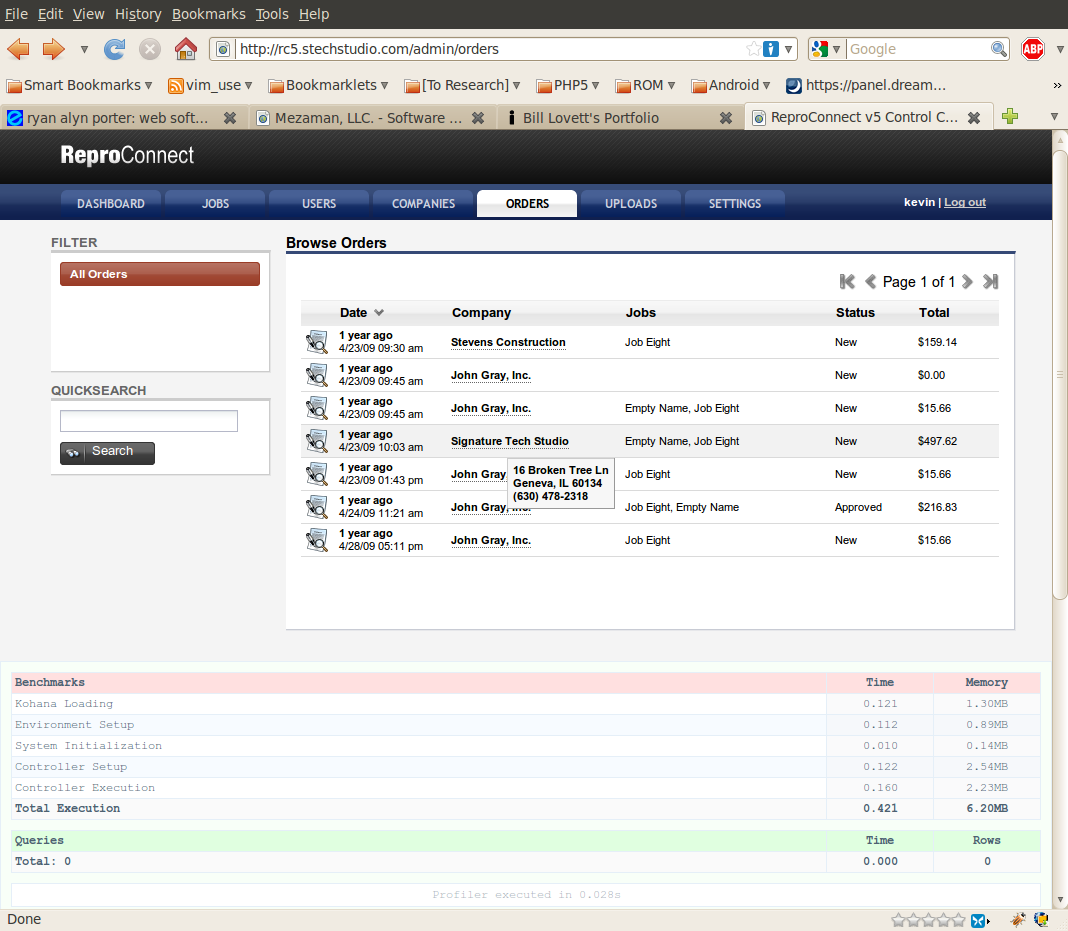 File Edit View History Bookmarks Tools Help
http://rc5.stechstudio.com/admin/orders
Google
ABP
Smart Bookmarks vim_use Bookmarklets [To Research] PHP5 ROM Android https://panel.dream... »
ryan alyn porter: web soft... Mezaman, LLC. - Software ... Bill Lovett's Portfolio ReproConnect v5 Control C...
ReproConnect
DASHBOARD JOBS USERS COMPANIES ORDERS UPLOADS SETTINGS kevin | Log out
FILTER
All Orders
QUICKSEARCH
Search
Browse Orders
Page 1 of 1
Date Company Jobs Status Total
1 year ago
4/23/09 09:30 am Stevens Construction Job Eight New $159.14
1 year ago
4/23/09 09:45 am John Gray, Inc. New $0.00
1 year ago
4/23/09 09:45 am John Gray, Inc. Empty Name, Job Eight New $15.66
1 year ago
4/23/09 10:03 am Signature Tech Studio Empty Name, Job Eight New $497.62
16 Broken Tree Ln
Geneva, IL 60134
(630) 478-2318
1 year ago
4/23/09 01:43 pm John Gray Job Eight New $15.66
1 year ago
4/24/09 11:21 am John Gray, Inc. Job Eight, Empty Name Approved $216.83
1 year ago
4/28/09 05:11 pm John Gray, Inc. Job Eight New $15.66
Benchmarks Time Memory
Kohana Loading 0.121 1.30MB
Environment Setup 0.112 0.89MB
System Initialization 0.010 0.14MB
Controller Setup 0.122 2.54MB
Controller Execution 0.160 2.23MB
Total Execution 0.421 6.20MB
Queries Time Rows
Total: 0 0.000 0
Profiler executed in 0.028s
Done